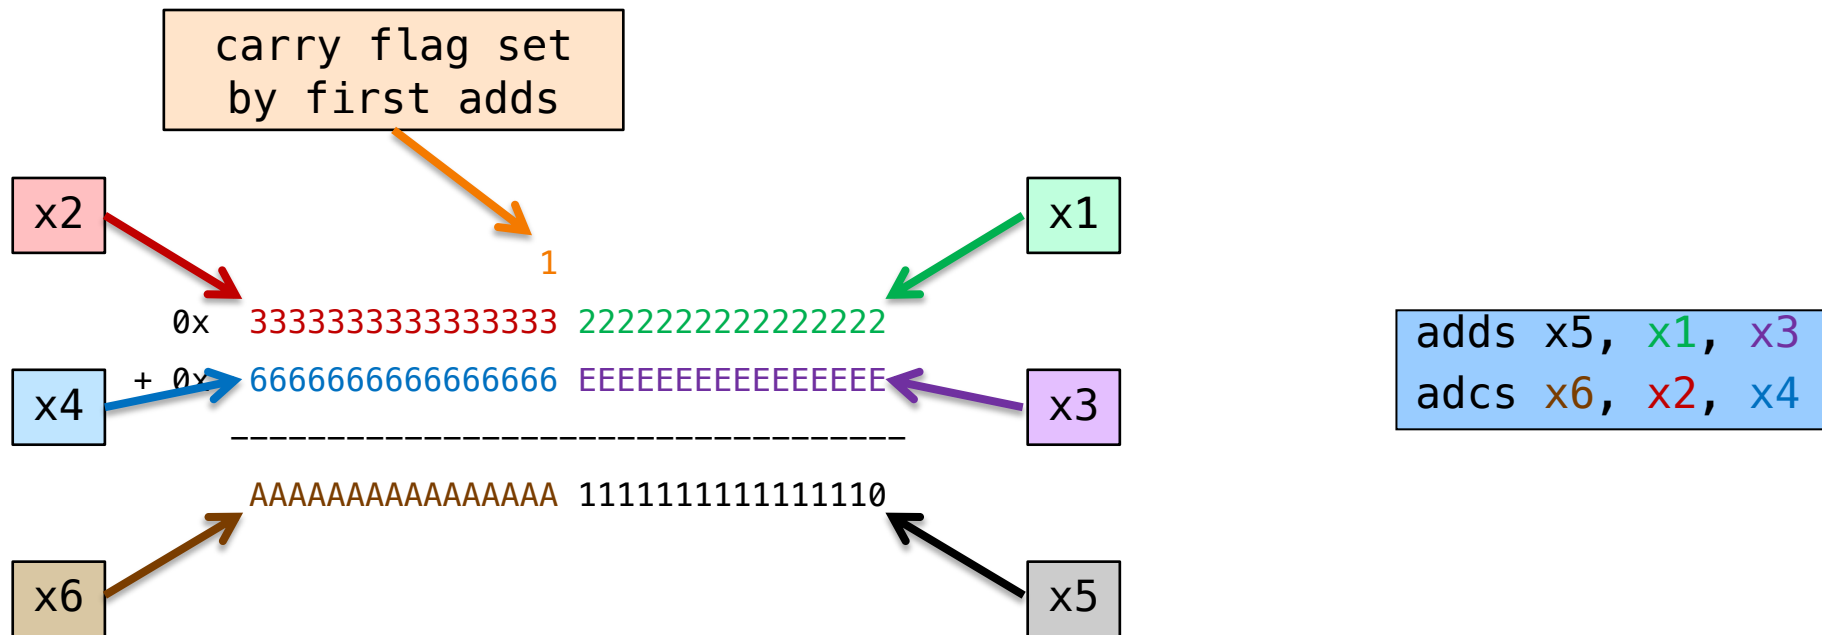 carry flag set
by first adds
x2
x1
1
0x 3333333333333333 2222222222222222
x4
+ 0x 6666666666666666 EEEEEEEEEEEEEEEE
x3
-----------------------------------
AAAAAAAAAAAAAAAA 1111111111111110
x6
x5
adds x5, x1, x3
adcs x6, x2, x4